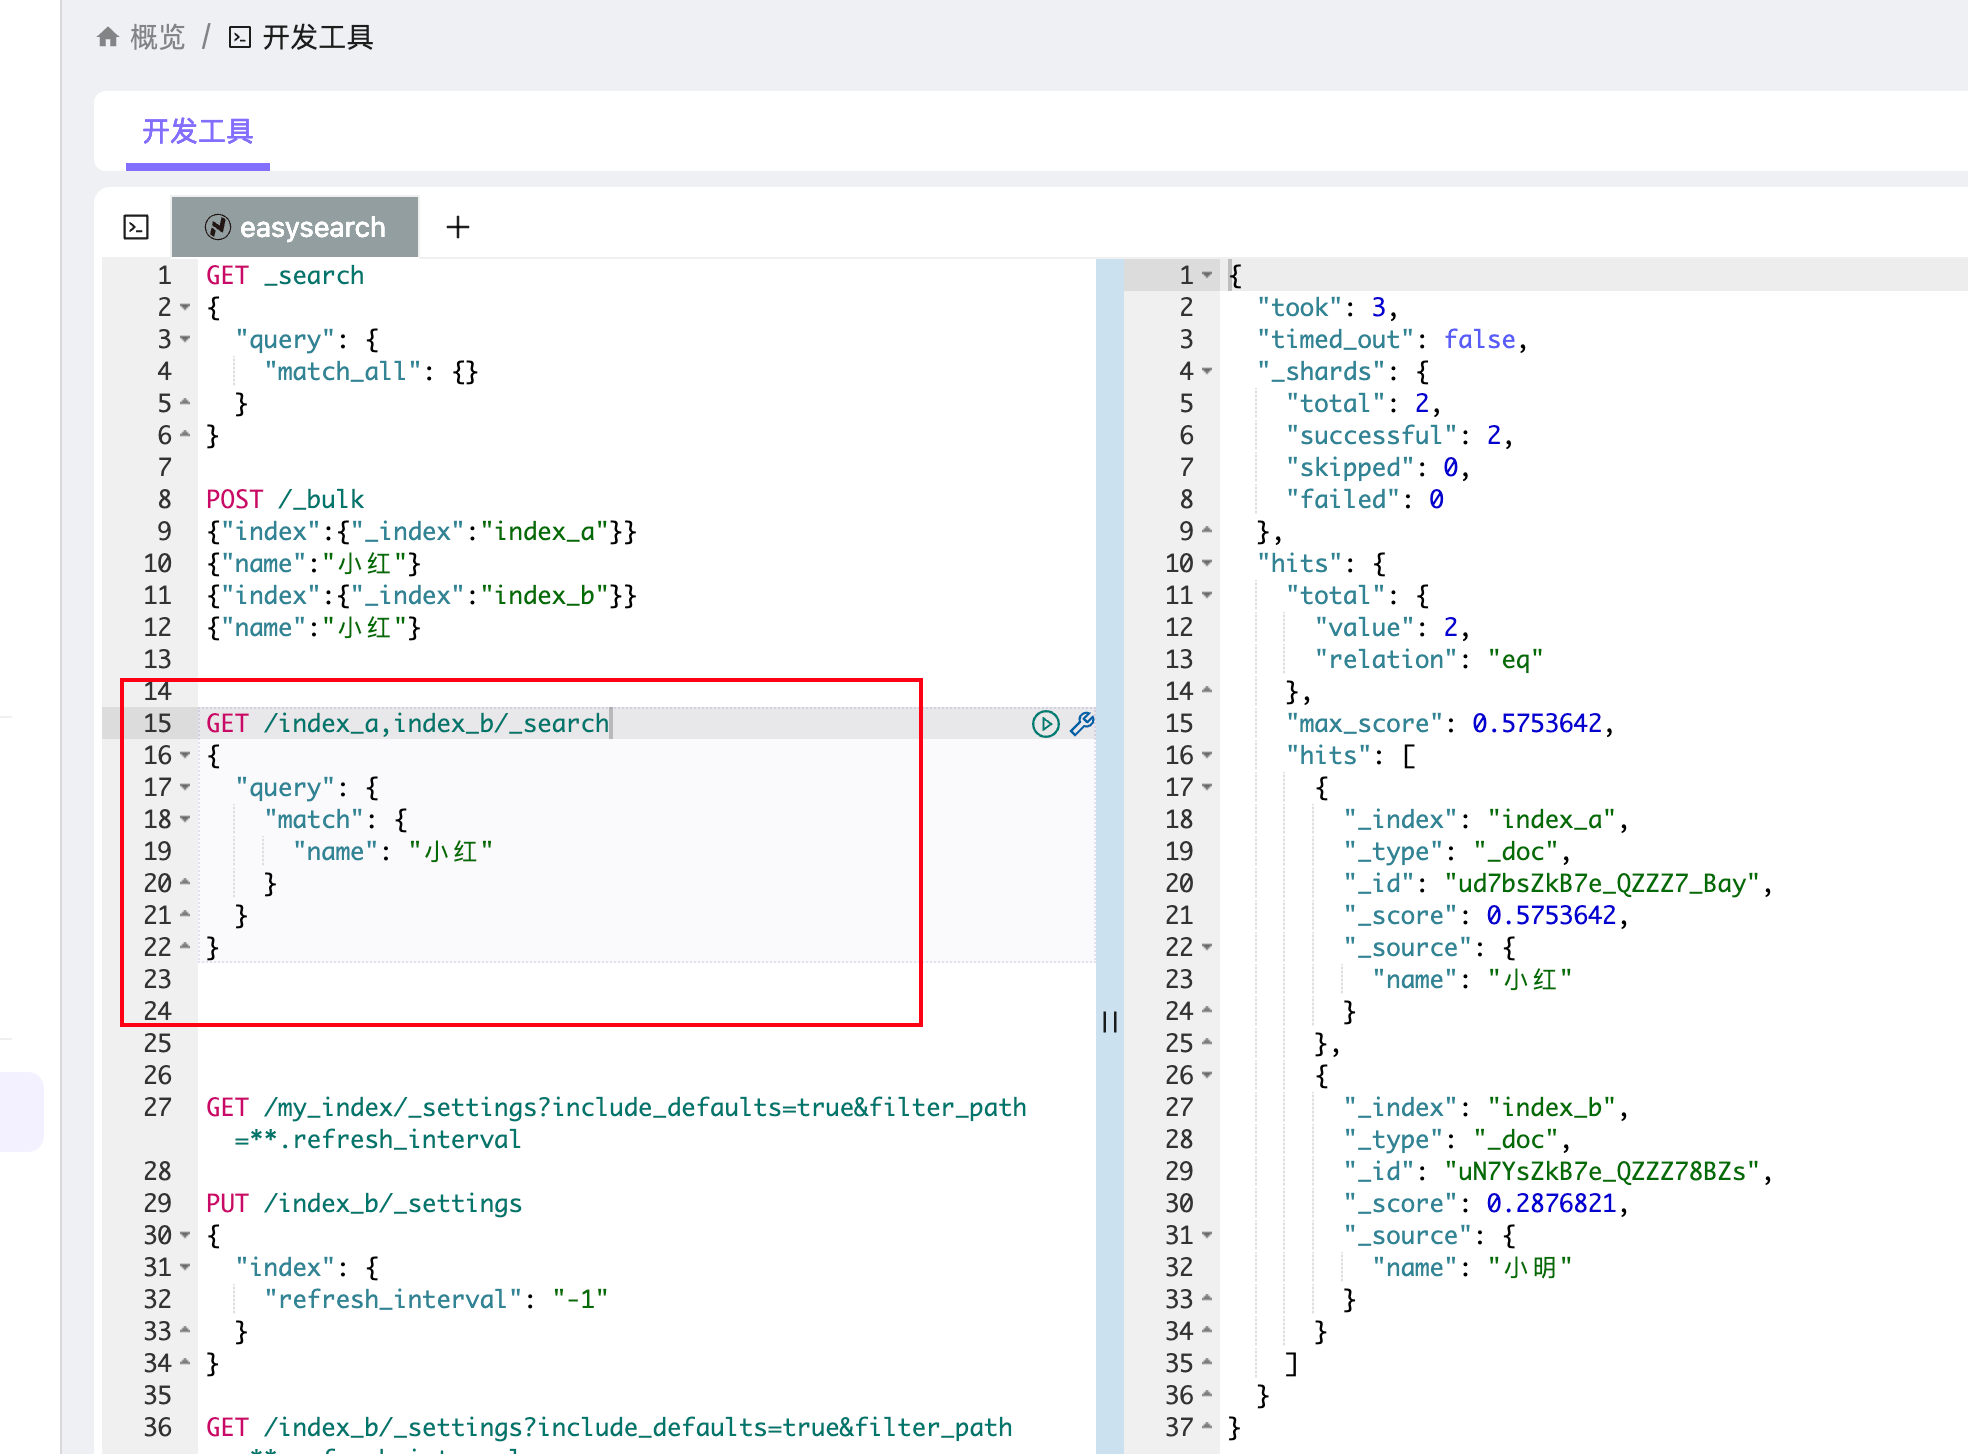 概览 / 开发工具
开发工具
easysearch +
1 GET _search
2 {
3   "query": {
4     "match_all": {}
5   }
6 }
7
8 POST /_bulk
9 {"index":{"_index":"index_a"}}
10 {"name":"小红"}
11 {"index":{"_index":"index_b"}}
12 {"name":"小红"}
13
14
15 GET /index_a,index_b/_search
16 {
17   "query": {
18     "match": {
19       "name": "小红"
20     }
21   }
22 }
23
24
25
26
27 GET /my_index/_settings?include_defaults=true&filter_path
=**.refresh_interval
28
29 PUT /index_b/_settings
30 {
31   "index": {
32     "refresh_interval": "-1"
33   }
34 }
35
36 GET /index_b/_settings?include_defaults=true&filter_path
1 {
2   "took": 3,
3   "timed_out": false,
4   "_shards": {
5     "total": 2,
6     "successful": 2,
7     "skipped": 0,
8     "failed": 0
9   },
10   "hits": {
11     "total": {
12       "value": 2,
13       "relation": "eq"
14     },
15     "max_score": 0.5753642,
16     "hits": [
17       {
18         "_index": "index_a",
19         "_type": "_doc",
20         "_id": "ud7bsZkB7e_QZZZ7_Bay",
21         "_score": 0.5753642,
22         "_source": {
23           "name": "小红"
24         }
25       },
26       {
27         "_index": "index_b",
28         "_type": "_doc",
29         "_id": "uN7YsZkB7e_QZZZ78BZs",
30         "_score": 0.2876821,
31         "_source": {
32           "name": "小明"
33         }
34       }
35     ]
36   }
37 }